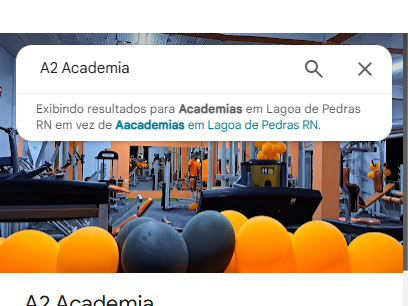 A2 Academia
Exibindo resultados para Academias em Lagoa de Pedras
RN em vez de Aacademias em Lagoa de Pedras RN.
A2 Academia